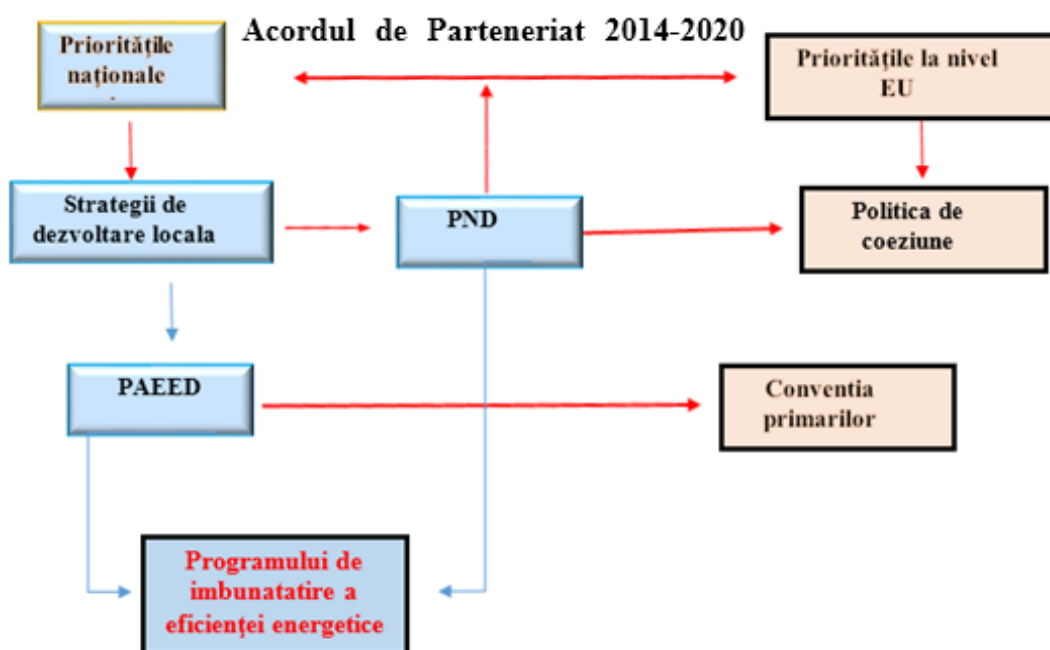 Acordul de Parteneriat 2014-2020
Prioritățile
naționale
Prioritățile la nivel
EU
Strategii de
dezvoltare locala
PND
Politica de
coeziune
PAEED
Conventia
primarilor
Programului de
imbunatatire a
eficienței energetice